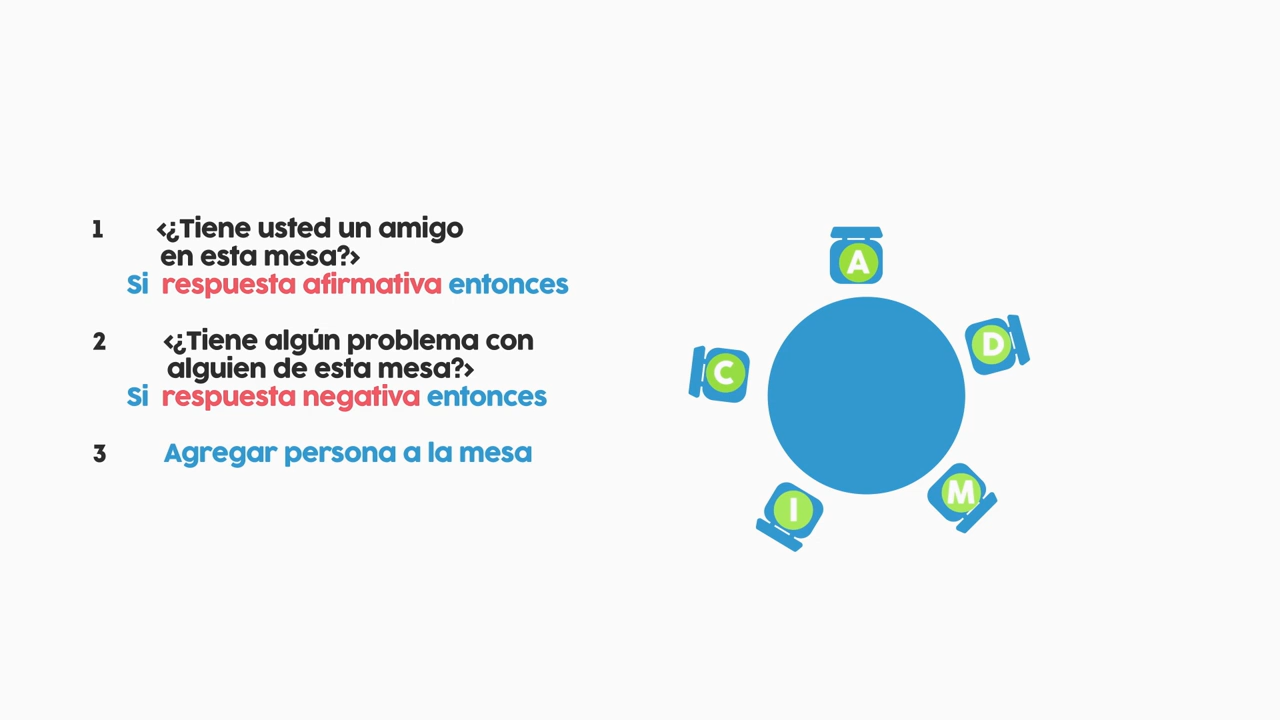 1 <¿Tiene usted un amigo
en esta mesa?>
Si respuesta afirmativa entonces
2 <¿Tiene algún problema con
alguien de esta mesa?>
Si respuesta negativa entonces
3 Agregar persona a la mesa
A
D
C
M
I